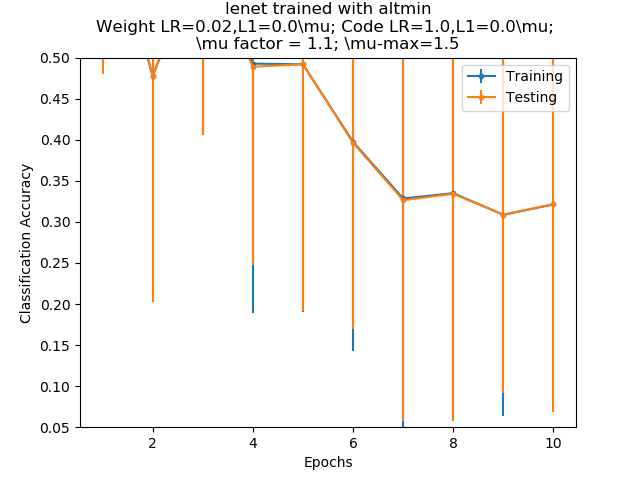 lenet trained with altmin
Weight LR=0.02,L1=0.0\mu; Code LR=1.0,L1=0.0\mu;
\mu factor = 1.1; \mu-max=1.5
Training
Testing
Classification Accuracy
0.50
0.45
0.40
0.35
0.30
0.25
0.20
0.15
0.10
0.05
2 4 6 8 10
Epochs